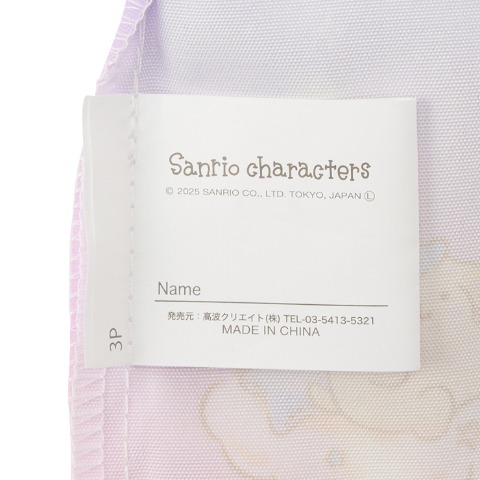 Sanrio characters
© 2025 SANRIO CO., LTD. TOKYO, JAPAN Ⓛ
Name
発売元：高波クリエイト(株) TEL-03-5413-5321
MADE IN CHINA
3P